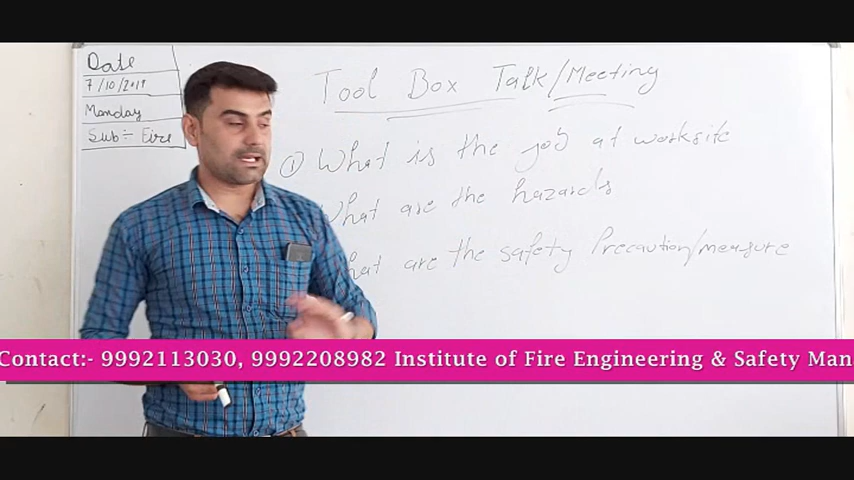 Date
7/10/2019
Monday
Sub:- Fire
Tool Box Talk/Meeting
① What is the job at worksite
What are the hazards
What are the safety Precaution/measure
Contact:- 9992113030, 9992208982 Institute of Fire Engineering & Safety Man